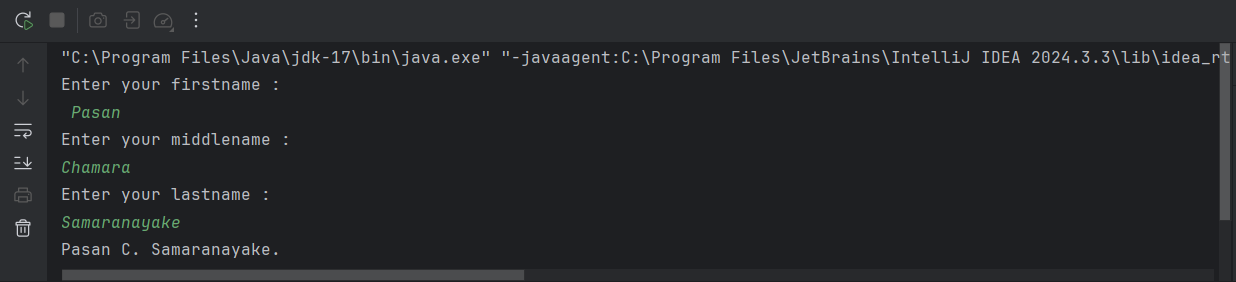 "C:\Program Files\Java\jdk-17\bin\java.exe" "-javaagent:C:\Program Files\JetBrains\IntelliJ IDEA 2024.3.3\lib\idea_rt
Enter your firstname :
 Pasan
Enter your middlename :
Chamara
Enter your lastname :
Samaranayake
Pasan C. Samaranayake.